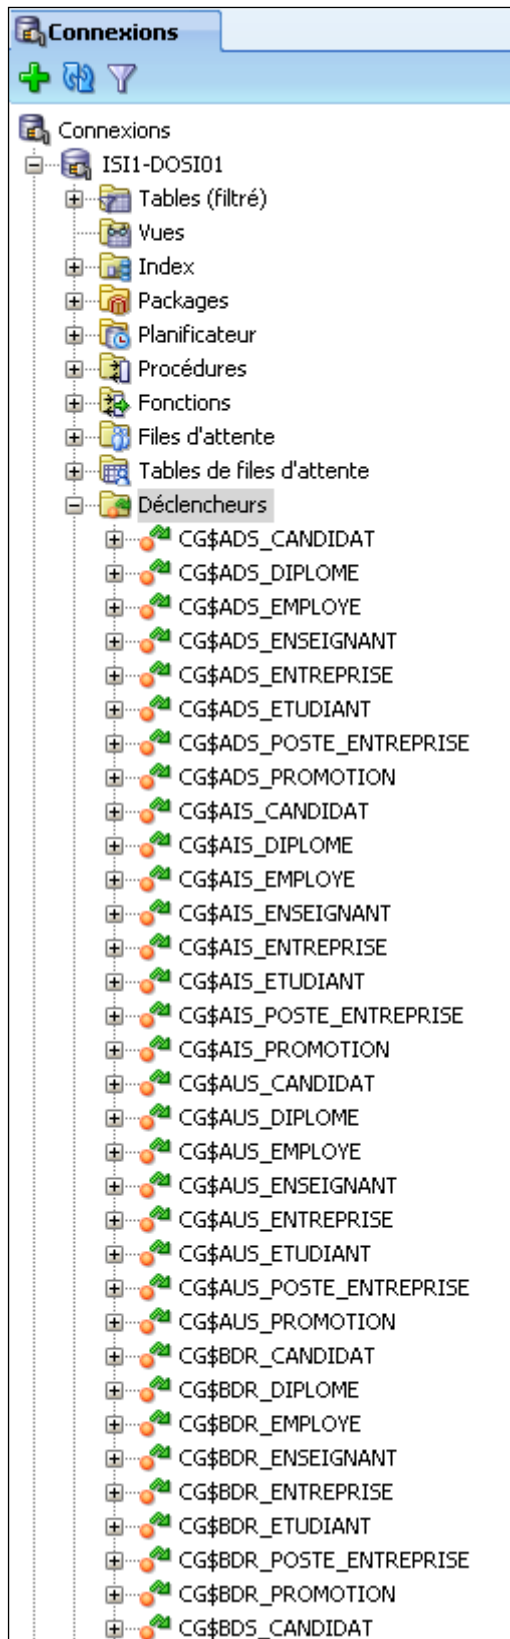 Connexions
Connexions
ISI1-DOSI01
Tables (filtré)
Vues
Index
Packages
Planificateur
Procédures
Fonctions
Files d'attente
Tables de files d'attente
Déclencheurs
CG$ADS_CANDIDAT
CG$ADS_DIPLOME
CG$ADS_EMPLOYE
CG$ADS_ENSEIGNANT
CG$ADS_ENTREPRISE
CG$ADS_ETUDIANT
CG$ADS_POSTE_ENTREPRISE
CG$ADS_PROMOTION
CG$AIS_CANDIDAT
CG$AIS_DIPLOME
CG$AIS_EMPLOYE
CG$AIS_ENSEIGNANT
CG$AIS_ENTREPRISE
CG$AIS_ETUDIANT
CG$AIS_POSTE_ENTREPRISE
CG$AIS_PROMOTION
CG$AUS_CANDIDAT
CG$AUS_DIPLOME
CG$AUS_EMPLOYE
CG$AUS_ENSEIGNANT
CG$AUS_ENTREPRISE
CG$AUS_ETUDIANT
CG$AUS_POSTE_ENTREPRISE
CG$AUS_PROMOTION
CG$BDR_CANDIDAT
CG$BDR_DIPLOME
CG$BDR_EMPLOYE
CG$BDR_ENSEIGNANT
CG$BDR_ENTREPRISE
CG$BDR_ETUDIANT
CG$BDR_POSTE_ENTREPRISE
CG$BDR_PROMOTION
CG$BDS_CANDIDAT